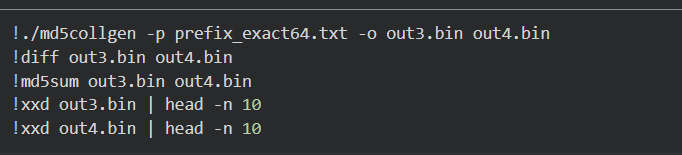 !./md5collgen -p prefix_exact64.txt -o out3.bin out4.bin
!diff out3.bin out4.bin
!md5sum out3.bin out4.bin
!xxd out3.bin | head -n 10
!xxd out4.bin | head -n 10